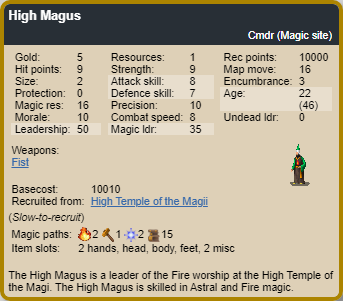 High Magus
Cmdr (Magic site)
Gold: 5 Resources: 1 Rec points: 10000
Hit points: 9 Strength: 9 Map move: 16
Size: 2 Attack skill: 8 Encumbrance: 3
Protection: 0 Defence skill: 7 Age: 22
Magic res: 16 Precision: 10 (46)
Morale: 10 Combat speed: 8 Undead ldr: 0
Leadership: 50 Magic ldr: 35
Weapons:
Fist
Basecost: 10010
Recruited from: High Temple of the Magii
(Slow-to-recruit)
Magic paths: 2 1 2 15
Item slots: 2 hands, head, body, feet, 2 misc
The High Magus is a leader of the Fire worship at the High Temple of
the Magi. The High Magus is skilled in Astral and Fire magic.